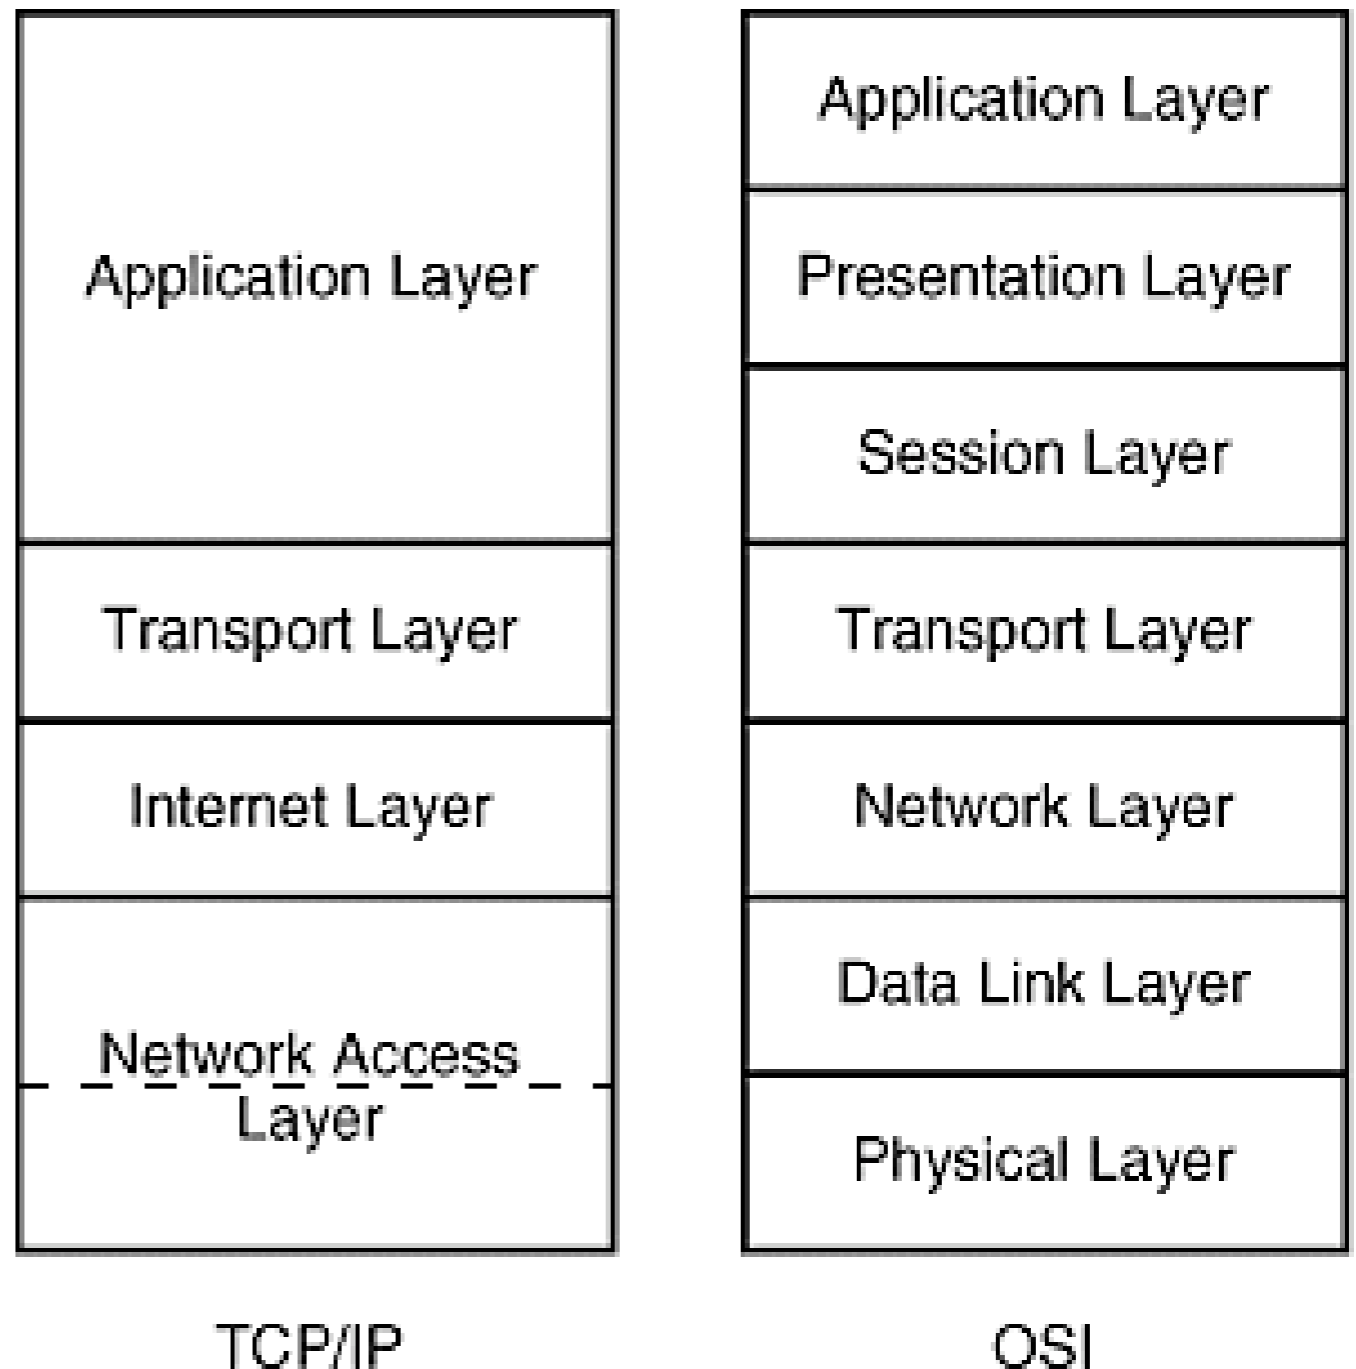 Application Layer
Transport Layer
Internet Layer
Network Access
Layer
TCP/IP
Application Layer
Presentation Layer
Session Layer
Transport Layer
Network Layer
Data Link Layer
Physical Layer
OSI